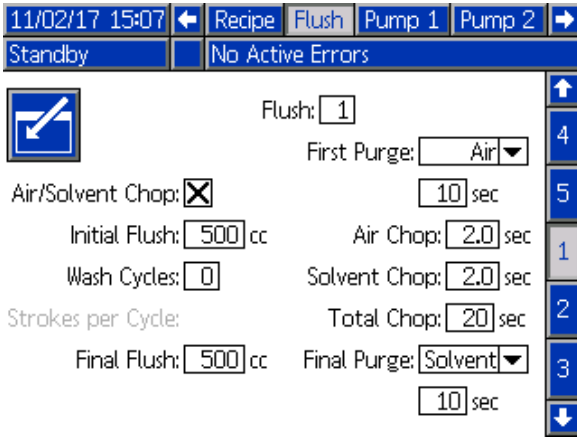 11/02/17 15:07 Recipe Flush Pump 1 Pump 2
Standby No Active Errors
Flush: 1
First Purge: Air
Air/Solvent Chop: 10 sec
Initial Flush: 500 cc Air Chop: 2.0 sec
Wash Cycles: 0 Solvent Chop: 2.0 sec
Strokes per Cycle: Total Chop: 20 sec
Final Flush: 500 cc Final Purge: Solvent
10 sec
4
5
1
2
3